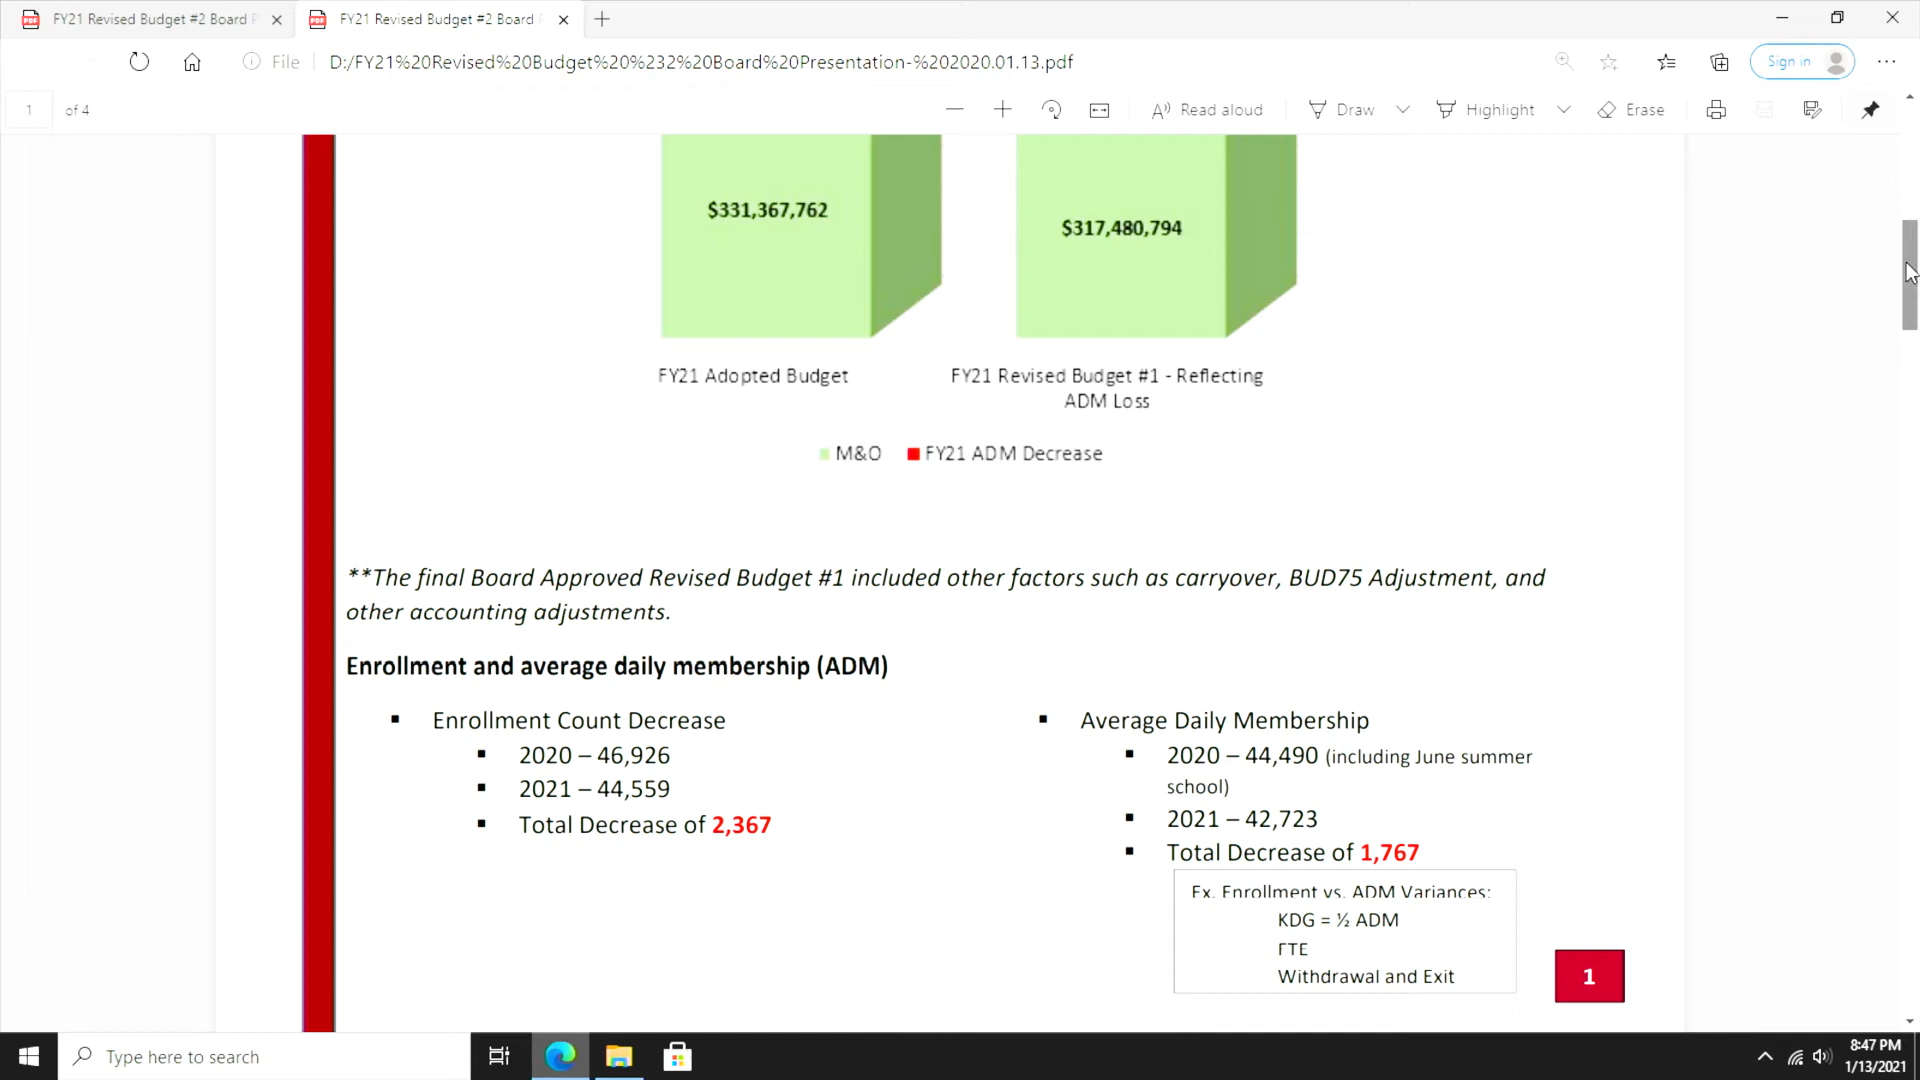 FY21 Revised Budget #2 Board P
FY21 Revised Budget #2 Board
File
D:/FY21%20Revised%20Budget%20%232%20Board%20Presentation-%202020.01.13.pdf
Sign in
1 of 4
Read aloud
Draw
Highlight
Erase
$331,367,762
$317,480,794
FY21 Adopted Budget
FY21 Revised Budget #1 - Reflecting
ADM Loss
M&O
FY21 ADM Decrease
**The final Board Approved Revised Budget #1 included other factors such as carryover, BUD75 Adjustment, and
other accounting adjustments.
Enrollment and average daily membership (ADM)
Enrollment Count Decrease
2020 – 46,926
2021 – 44,559
Total Decrease of 2,367
Average Daily Membership
2020 – 44,490 (including June summer
school)
2021 – 42,723
Total Decrease of 1,767
Ex. Enrollment vs. ADM Variances:
KDG = ½ ADM
FTE
Withdrawal and Exit
1
Type here to search
8:47 PM
1/13/2021